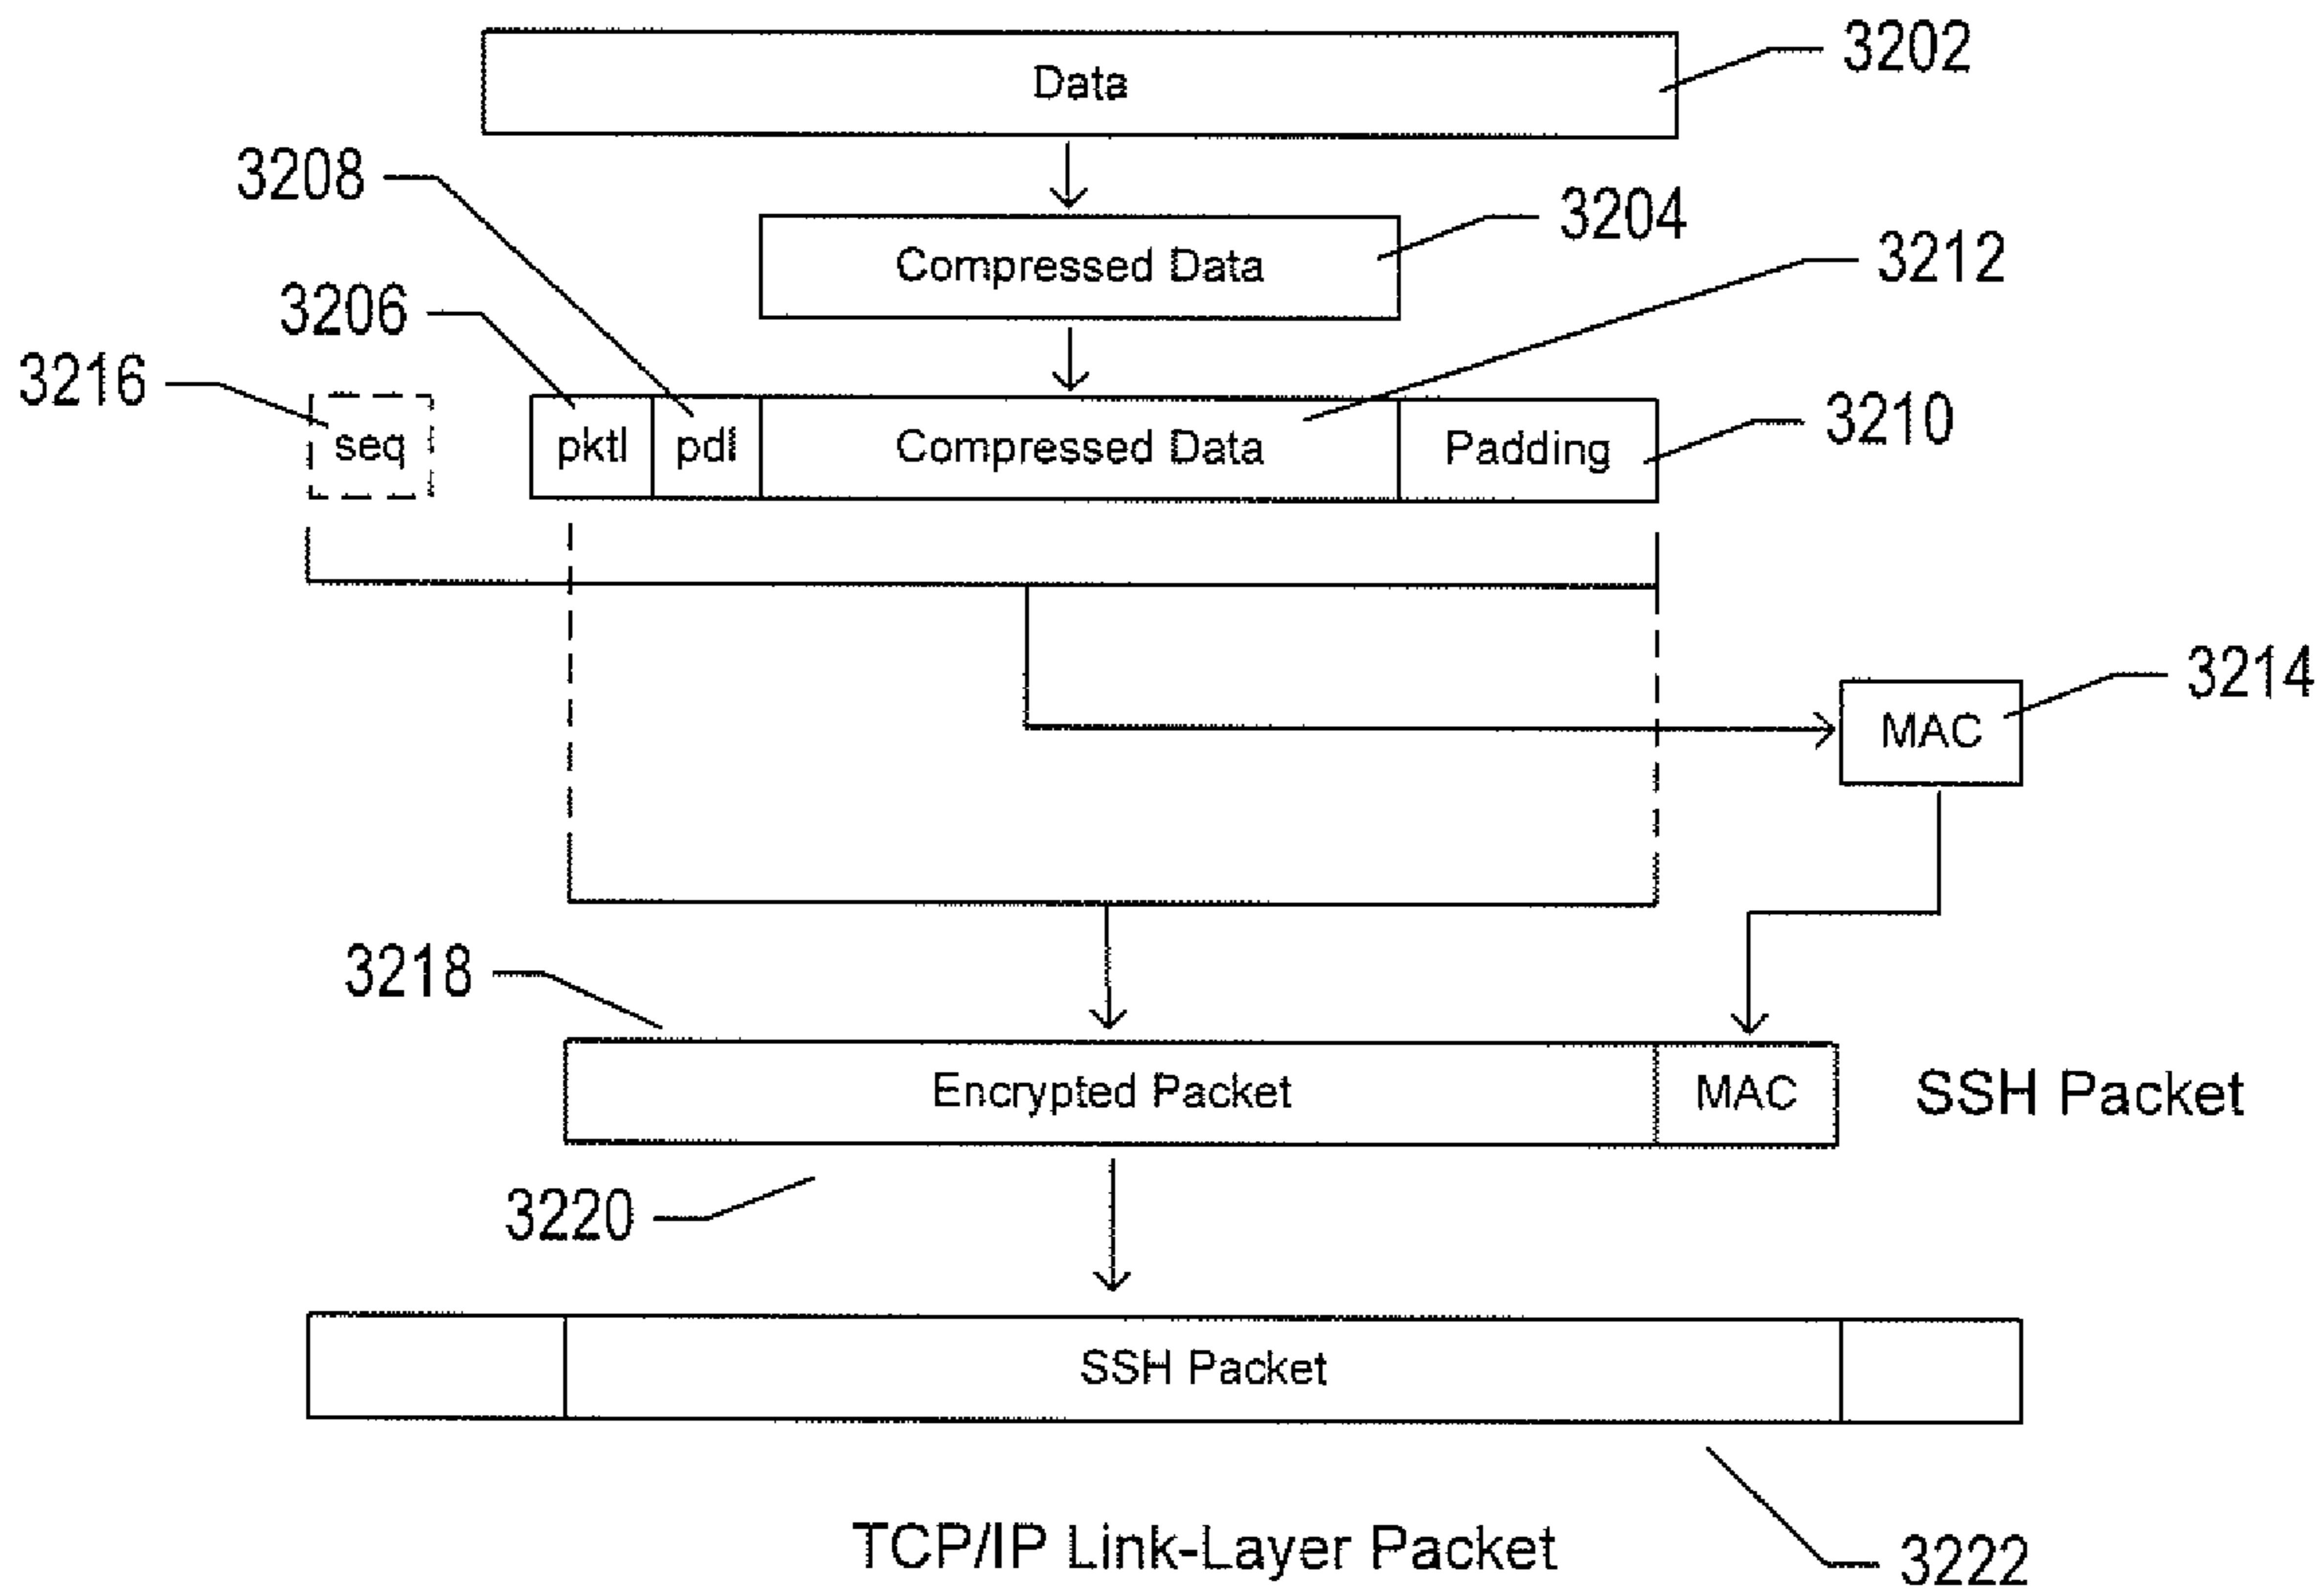 3202
Data
3208
3204
Compressed Data
3212
3206
3216
seq
pktl
pdl
Compressed Data
Padding
3210
3214
MAC
3218
Encrypted Packet
MAC
SSH Packet
3220
SSH Packet
TCP/IP Link-Layer Packet
3222